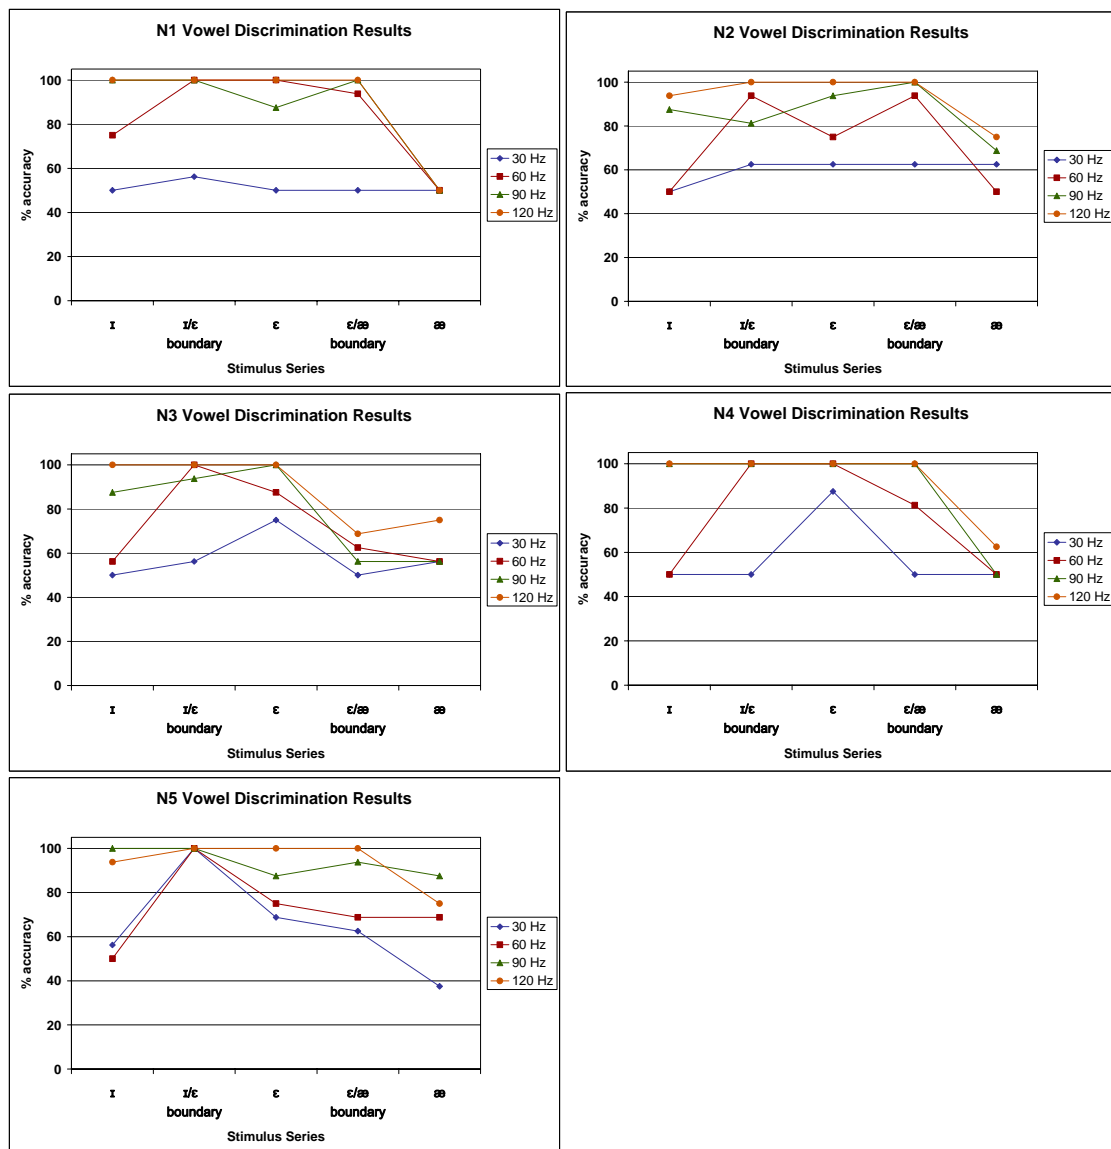 N1 Vowel Discrimination Results
100
80
60
40
20
0
% accuracy
ɪ ɪ/ɛ ɛ ɛ/æ æ
boundary boundary
Stimulus Series
30 Hz
60 Hz
90 Hz
120 Hz
N2 Vowel Discrimination Results
100
80
60
40
20
0
% accuracy
ɪ ɪ/ɛ ɛ ɛ/æ æ
boundary boundary
Stimulus Series
30 Hz
60 Hz
90 Hz
120 Hz
N3 Vowel Discrimination Results
100
80
60
40
20
0
% accuracy
ɪ ɪ/ɛ ɛ ɛ/æ æ
boundary boundary
Stimulus Series
30 Hz
60 Hz
90 Hz
120 Hz
N4 Vowel Discrimination Results
100
80
60
40
20
0
% accuracy
ɪ ɪ/ɛ ɛ ɛ/æ æ
boundary boundary
Stimulus Series
30 Hz
60 Hz
90 Hz
120 Hz
N5 Vowel Discrimination Results
100
80
60
40
20
0
% accuracy
ɪ ɪ/ɛ ɛ ɛ/æ æ
boundary boundary
Stimulus Series
30 Hz
60 Hz
90 Hz
120 Hz